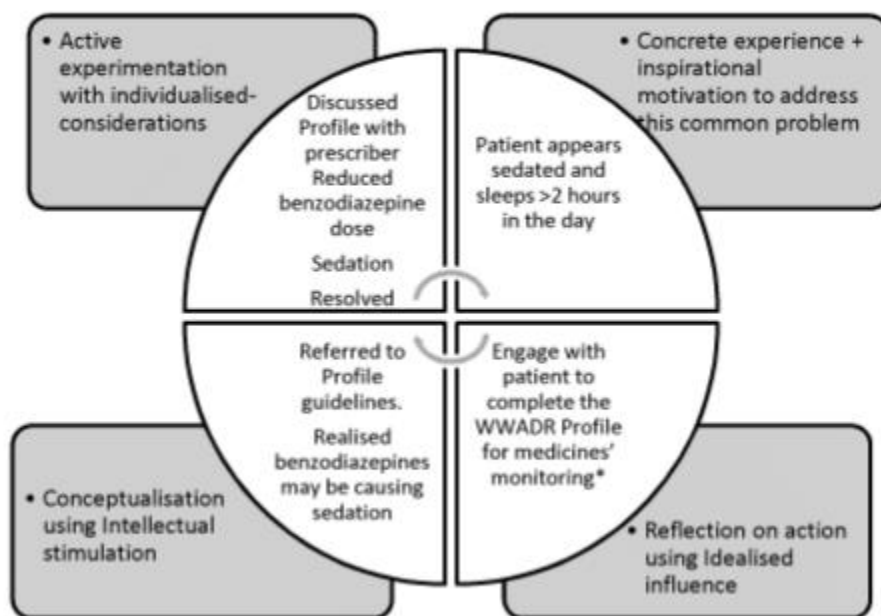 • Active
experimentation
with individualised-
considerations
Discussed
Profile with
prescriber
Reduced
benzodiazepine
dose
Sedation
Resolved
• Concrete experience +
inspirational
motivation to address
this common problem
Patient appears
sedated and
sleeps >2 hours
in the day
Referred to
Profile
guidelines.
Realised
benzodiazepines
may be causing
sedation
• Conceptualisation
using Intellectual
stimulation
Engage with
patient to
complete the
WWADR Profile
for medicines'
monitoring*
• Reflection on action
using Idealised
influence